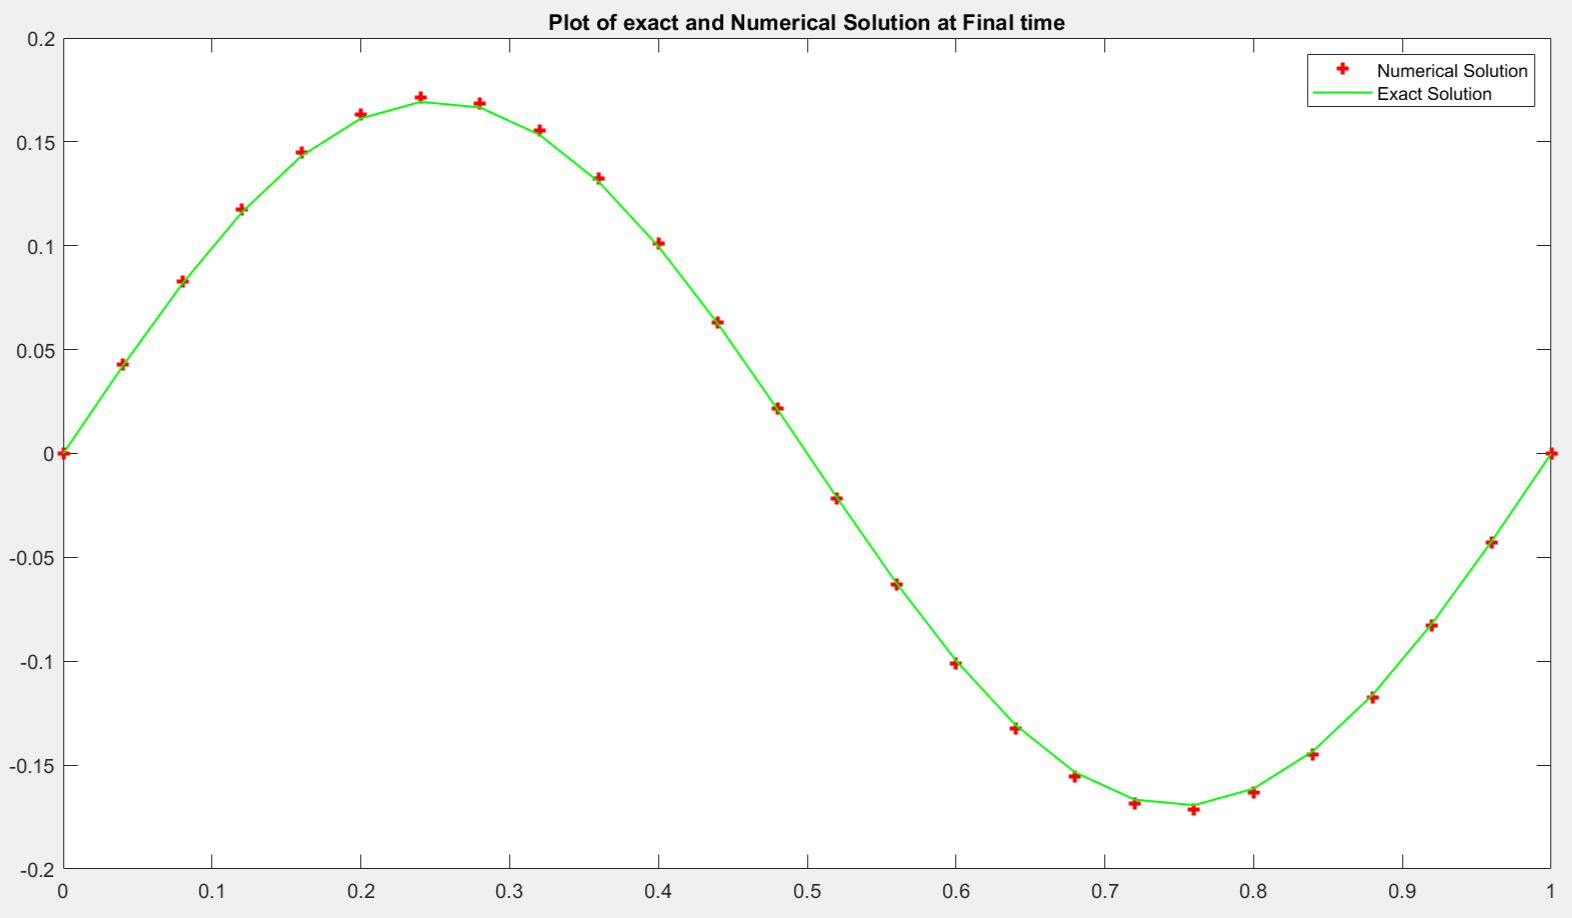 Plot of exact and Numerical Solution at Final time
Numerical Solution
Exact Solution
0.2
0.15
0.1
0.05
0
-0.05
-0.1
-0.15
-0.2
0 0.1 0.2 0.3 0.4 0.5 0.6 0.7 0.8 0.9 1